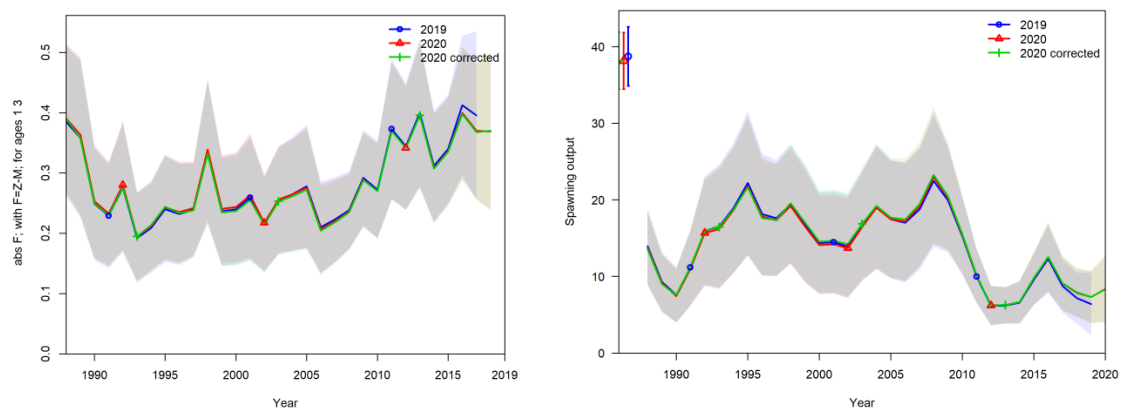 abs F; with F=Z-M; for ages 1 3
0.0 0.1 0.2 0.3 0.4 0.5
2019
2020
2020 corrected
1990 1995 2000 2005 2010 2015 2019
Year
Spawning output
0 10 20 30 40
2019
2020
2020 corrected
1990 1995 2000 2005 2010 2015 2020
Year